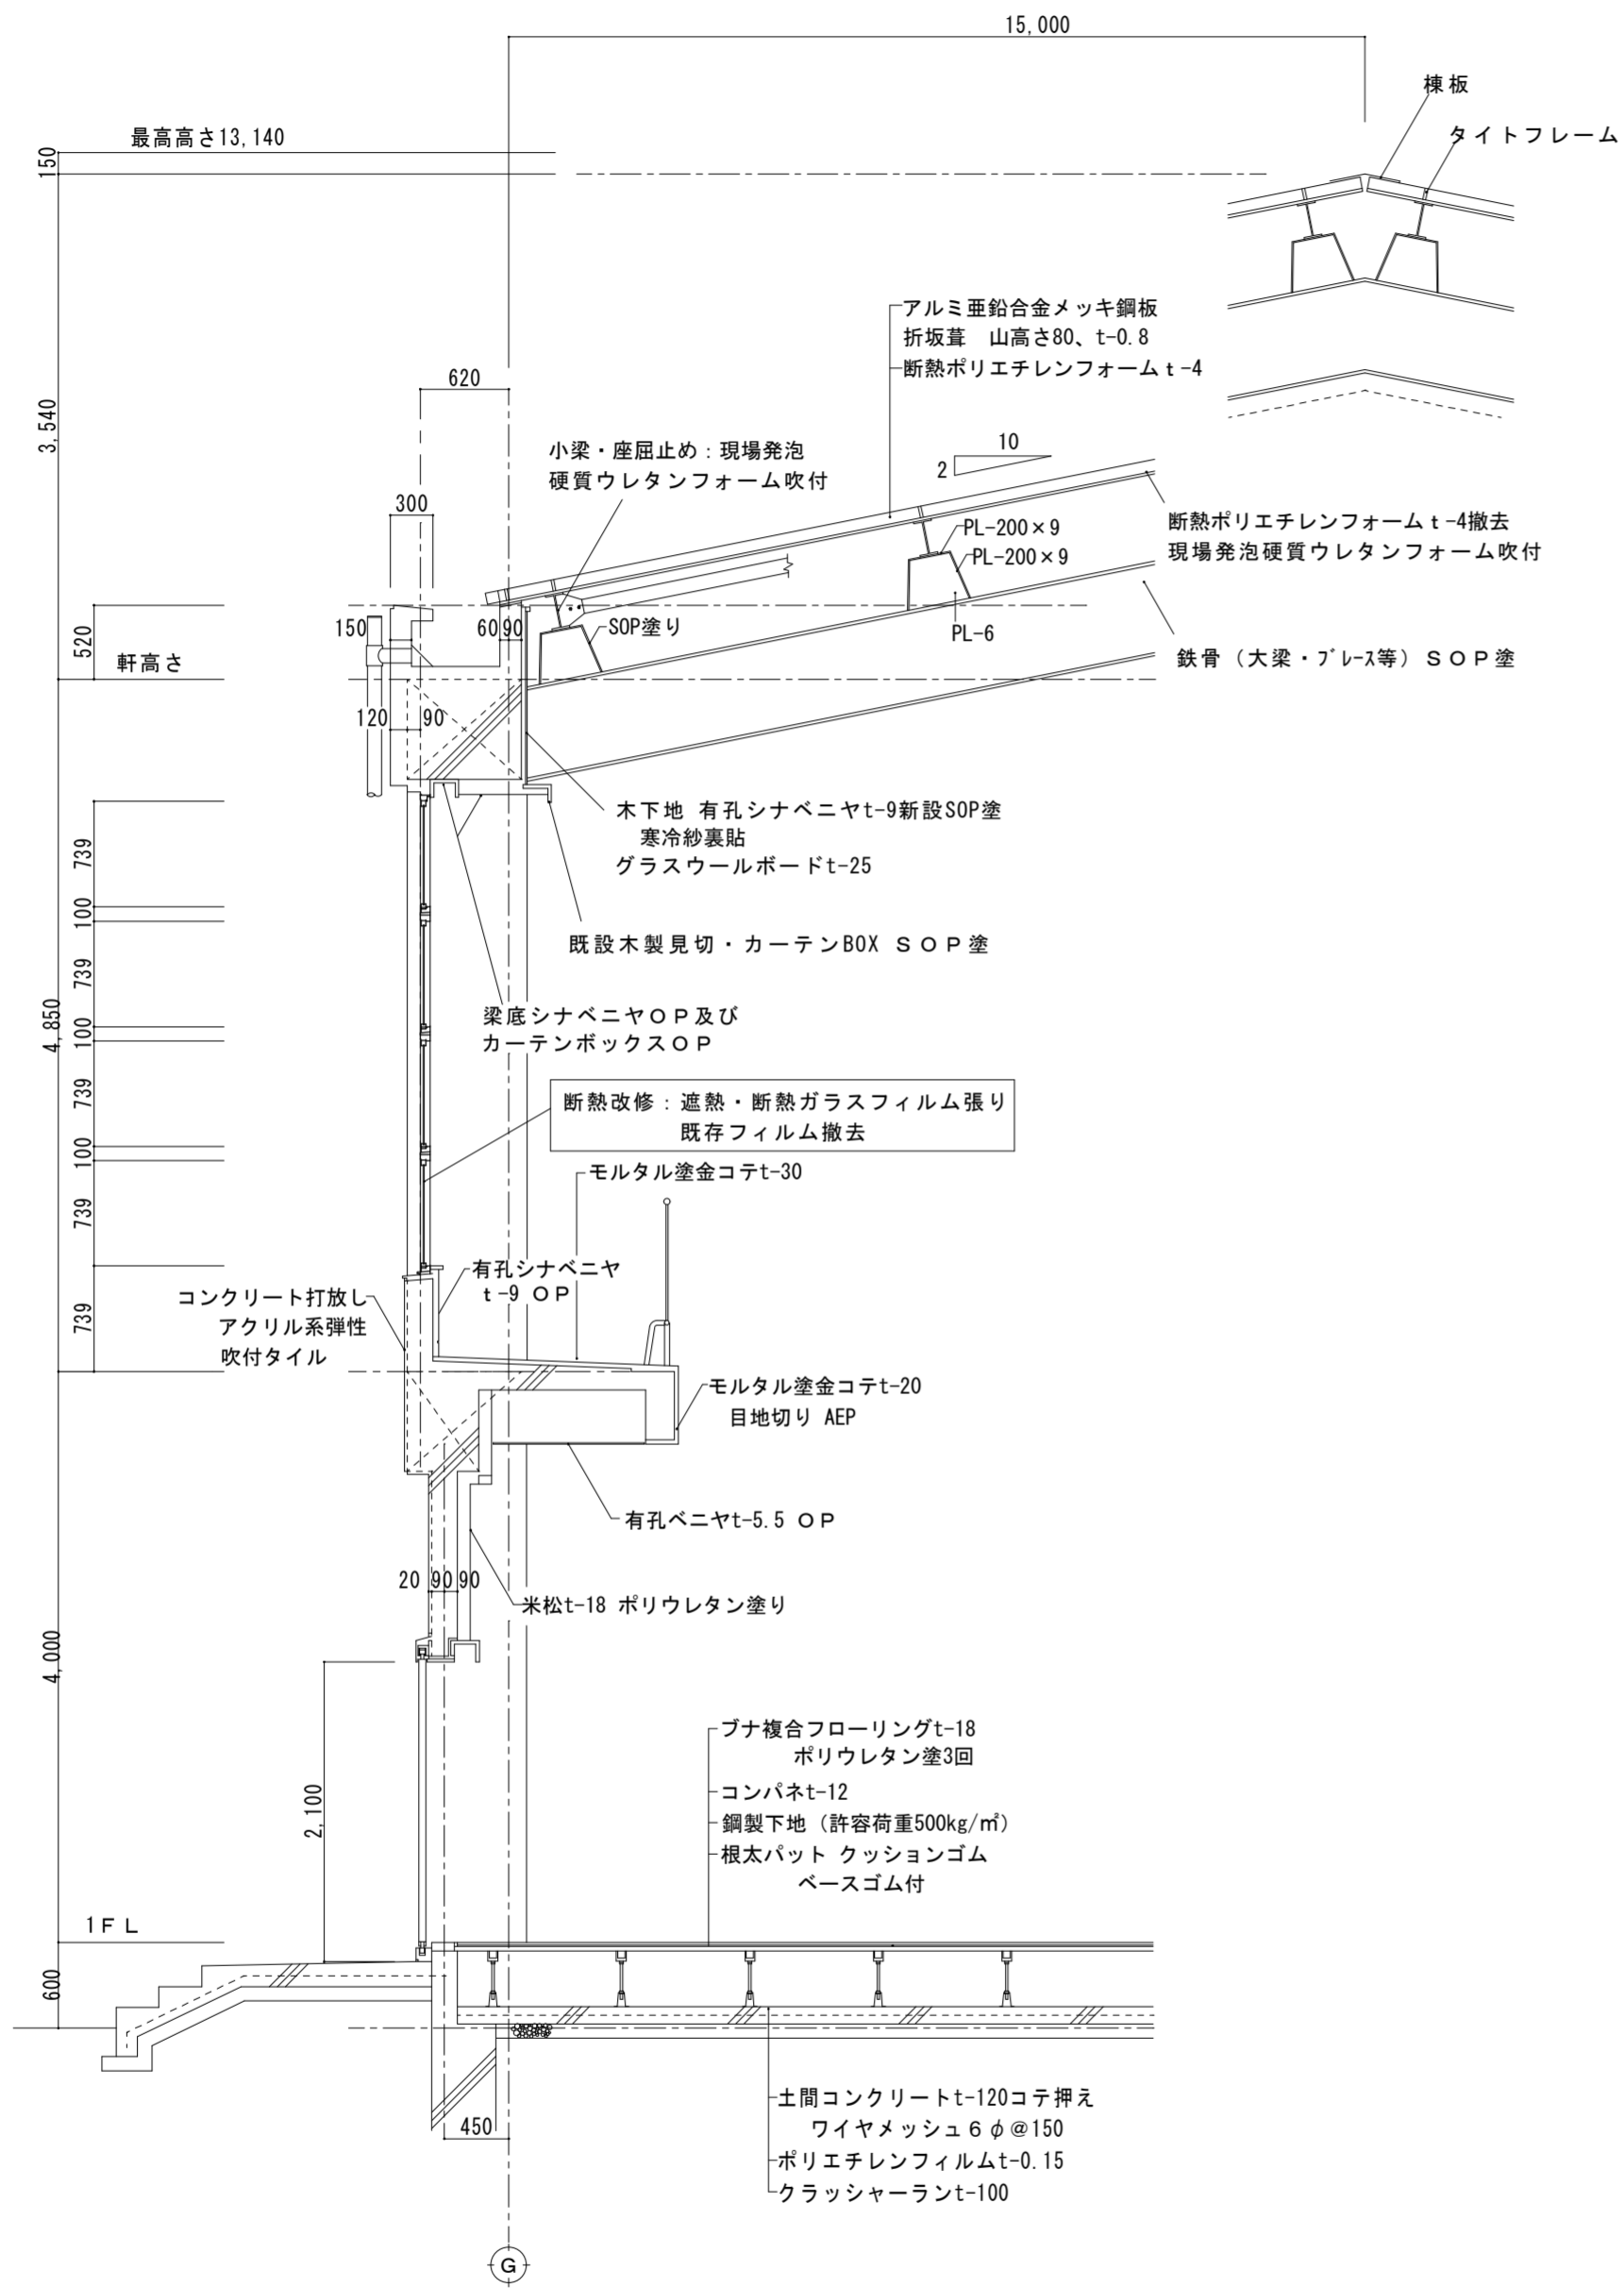 15,000
棟板
タイトフレーム
最高高さ13,140
150
アルミ亜鉛合金メッキ鋼板
折坂葺 山高さ80、t-0.8
断熱ポリエチレンフォームｔ-4
620
3,540
小梁・座屈止め：現場発泡
硬質ウレタンフォーム吹付
10
2
300
PL-200×9
PL-200×9
断熱ポリエチレンフォームｔ-4撤去
現場発泡硬質ウレタンフォーム吹付
150
60
90
SOP塗り
PL-6
520
軒高さ
鉄骨（大梁・ﾌﾞﾚｰｽ等）ＳＯＰ塗
120
90
木下地 有孔シナベニヤt-9新設SOP塗
寒冷紗裏貼
グラスウールボードt-25
739
100
既設木製見切・カーテンBOX ＳＯＰ塗
739
4,850
梁底シナベニヤＯＰ及び
カーテンボックスＯＰ
100
739
断熱改修：遮熱・断熱ガラスフィルム張り
既存フィルム撤去
100
モルタル塗金コテt-30
739
有孔シナベニヤ
ｔ-9 ＯＰ
コンクリート打放し
アクリル系弾性
吹付タイル
739
モルタル塗金コテt-20
目地切り AEP
有孔ベニヤt-5.5 ＯＰ
20
90
90
米松t-18 ポリウレタン塗り
4,000
ブナ複合フローリングt-18
ポリウレタン塗3回
コンパネt-12
鋼製下地（許容荷重500kg/㎡）
根太パット クッションゴム
ベースゴム付
2,100
1ＦＬ
600
土間コンクリートt-120コテ押え
ワイヤメッシュ６φ＠150
ポリエチレンフィルムt-0.15
クラッシャーランt-100
450
G